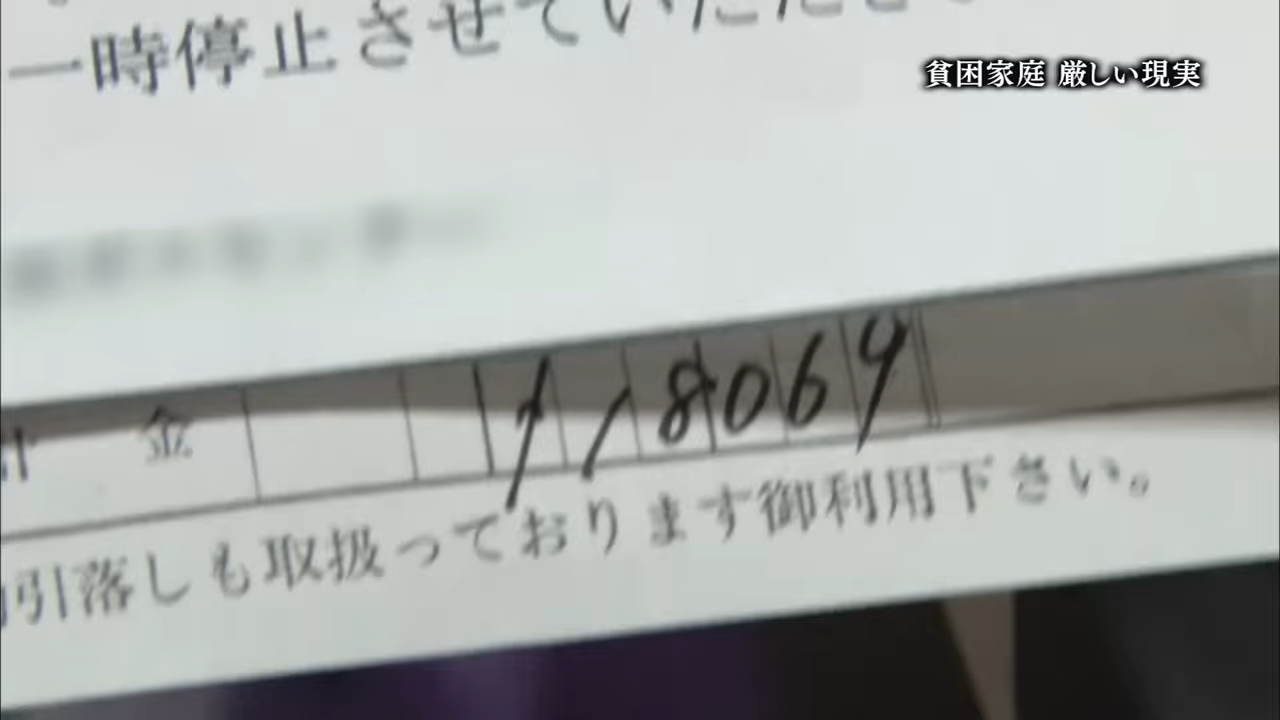 一時停止させていただき
貧困家庭 厳しい現実
計 金 118069
引落しも取扱っております御利用下さい。